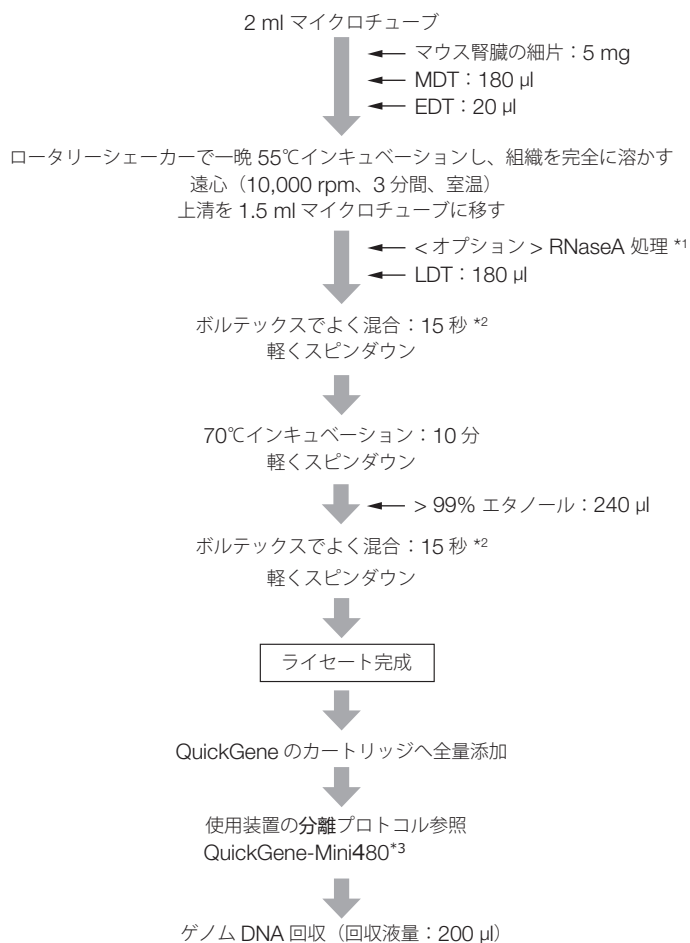 2 ml マイクロチューブ
マウス腎臓の細片：5 mg
MDT：180 µl
EDT：20 µl
ロータリーシェーカーで一晩 55℃インキュベーションし、組織を完全に溶かす
遠心（10,000 rpm、3 分間、室温）
上清を 1.5 ml マイクロチューブに移す
< オプション > RNaseA 処理 *1
LDT：180 µl
ボルテックスでよく混合：15 秒 *2
軽くスピンダウン
70℃インキュベーション：10 分
軽くスピンダウン
> 99% エタノール：240 µl
ボルテックスでよく混合：15 秒 *2
軽くスピンダウン
ライセート完成
QuickGene のカートリッジへ全量添加
使用装置の分離プロトコル参照
QuickGene-Mini480*3
ゲノム DNA 回収（回収液量：200 µl）